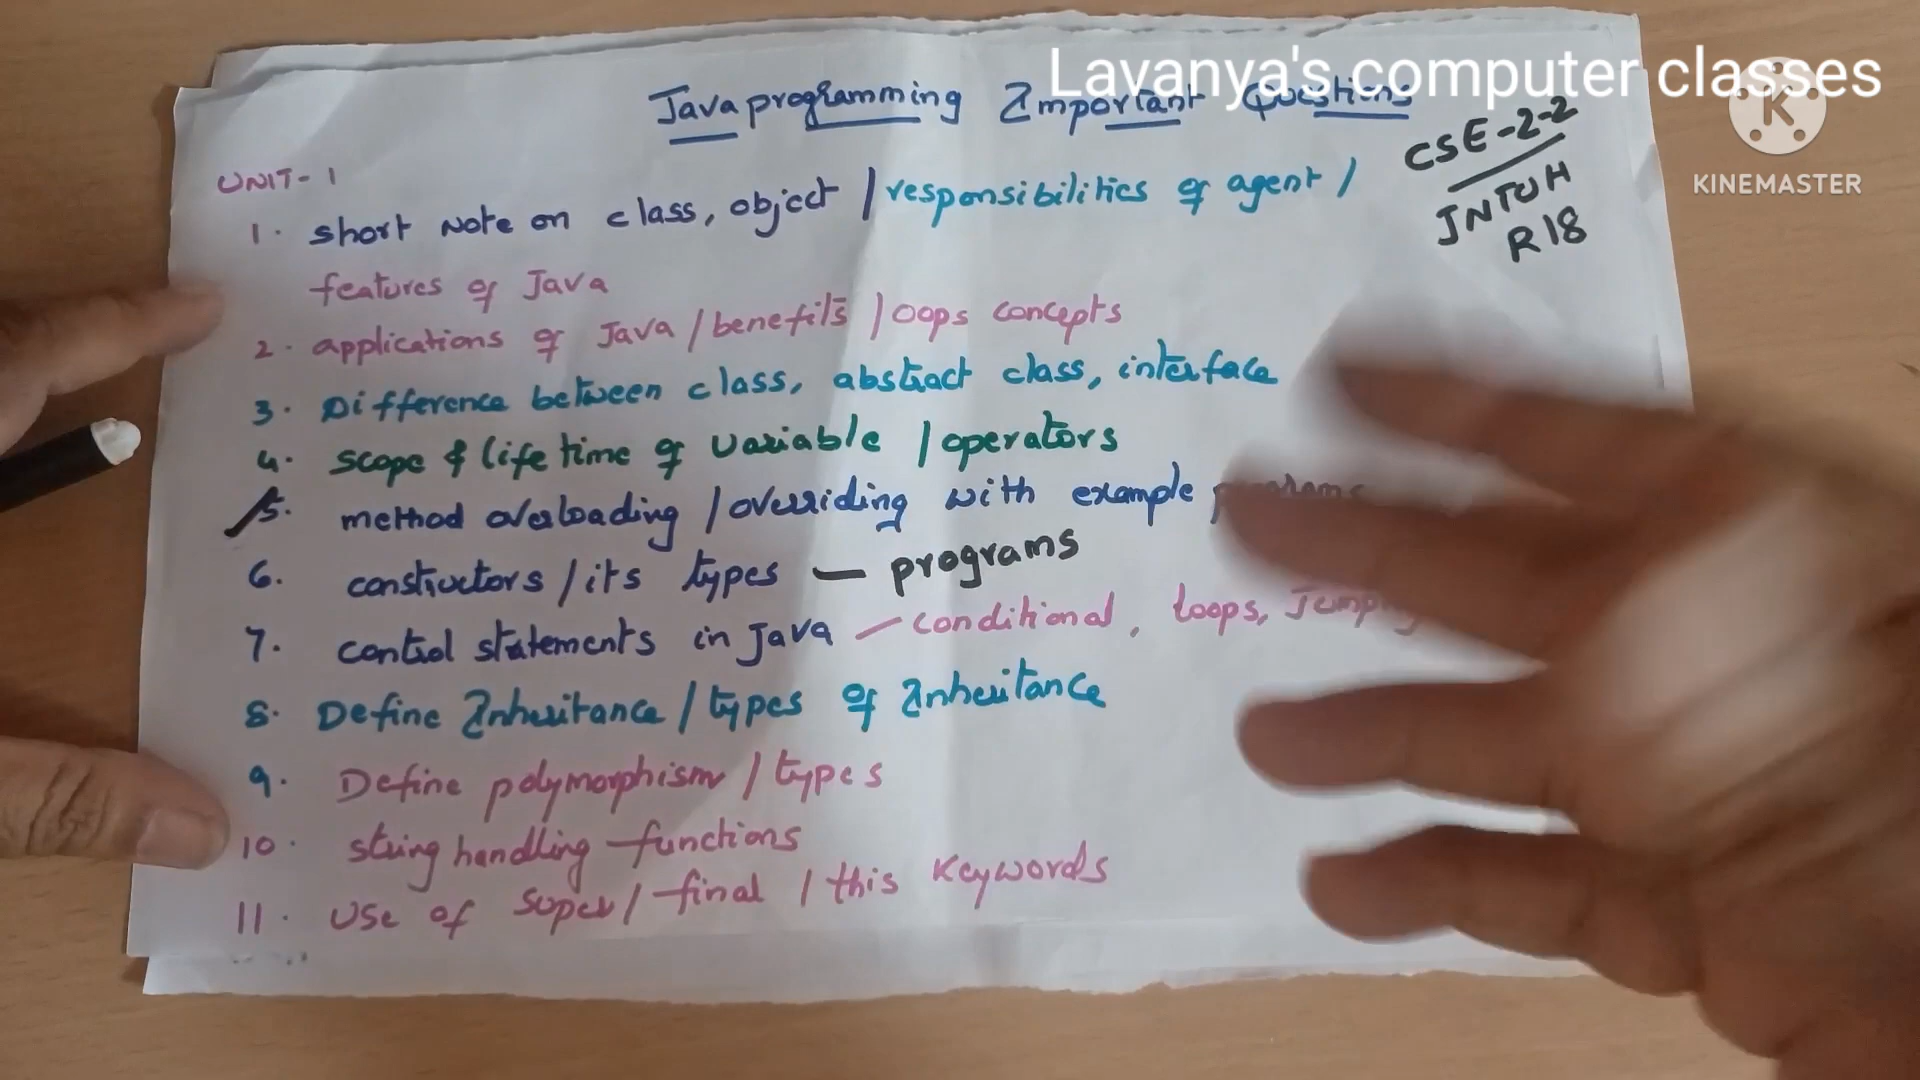 Lavanya's computer classes
KINEMASTER
Java programming Important Questions
CSE-2-2
JNTUH
R18
UNIT-1
1. short note on class, object / responsibilities of agent /
features of Java
2. applications of Java / benefits / oops concepts
3. Difference between class, abstract class, interface
4. scope & life time of variable / operators
5. method overloading / overriding with example programs
6. constructors / its types — programs
7. control statements in Java — conditional, loops,
8. Define Inheritance / types of Inheritance
9. Define polymorphism / types
10. string handling functions
11. use of super / final / this keywords